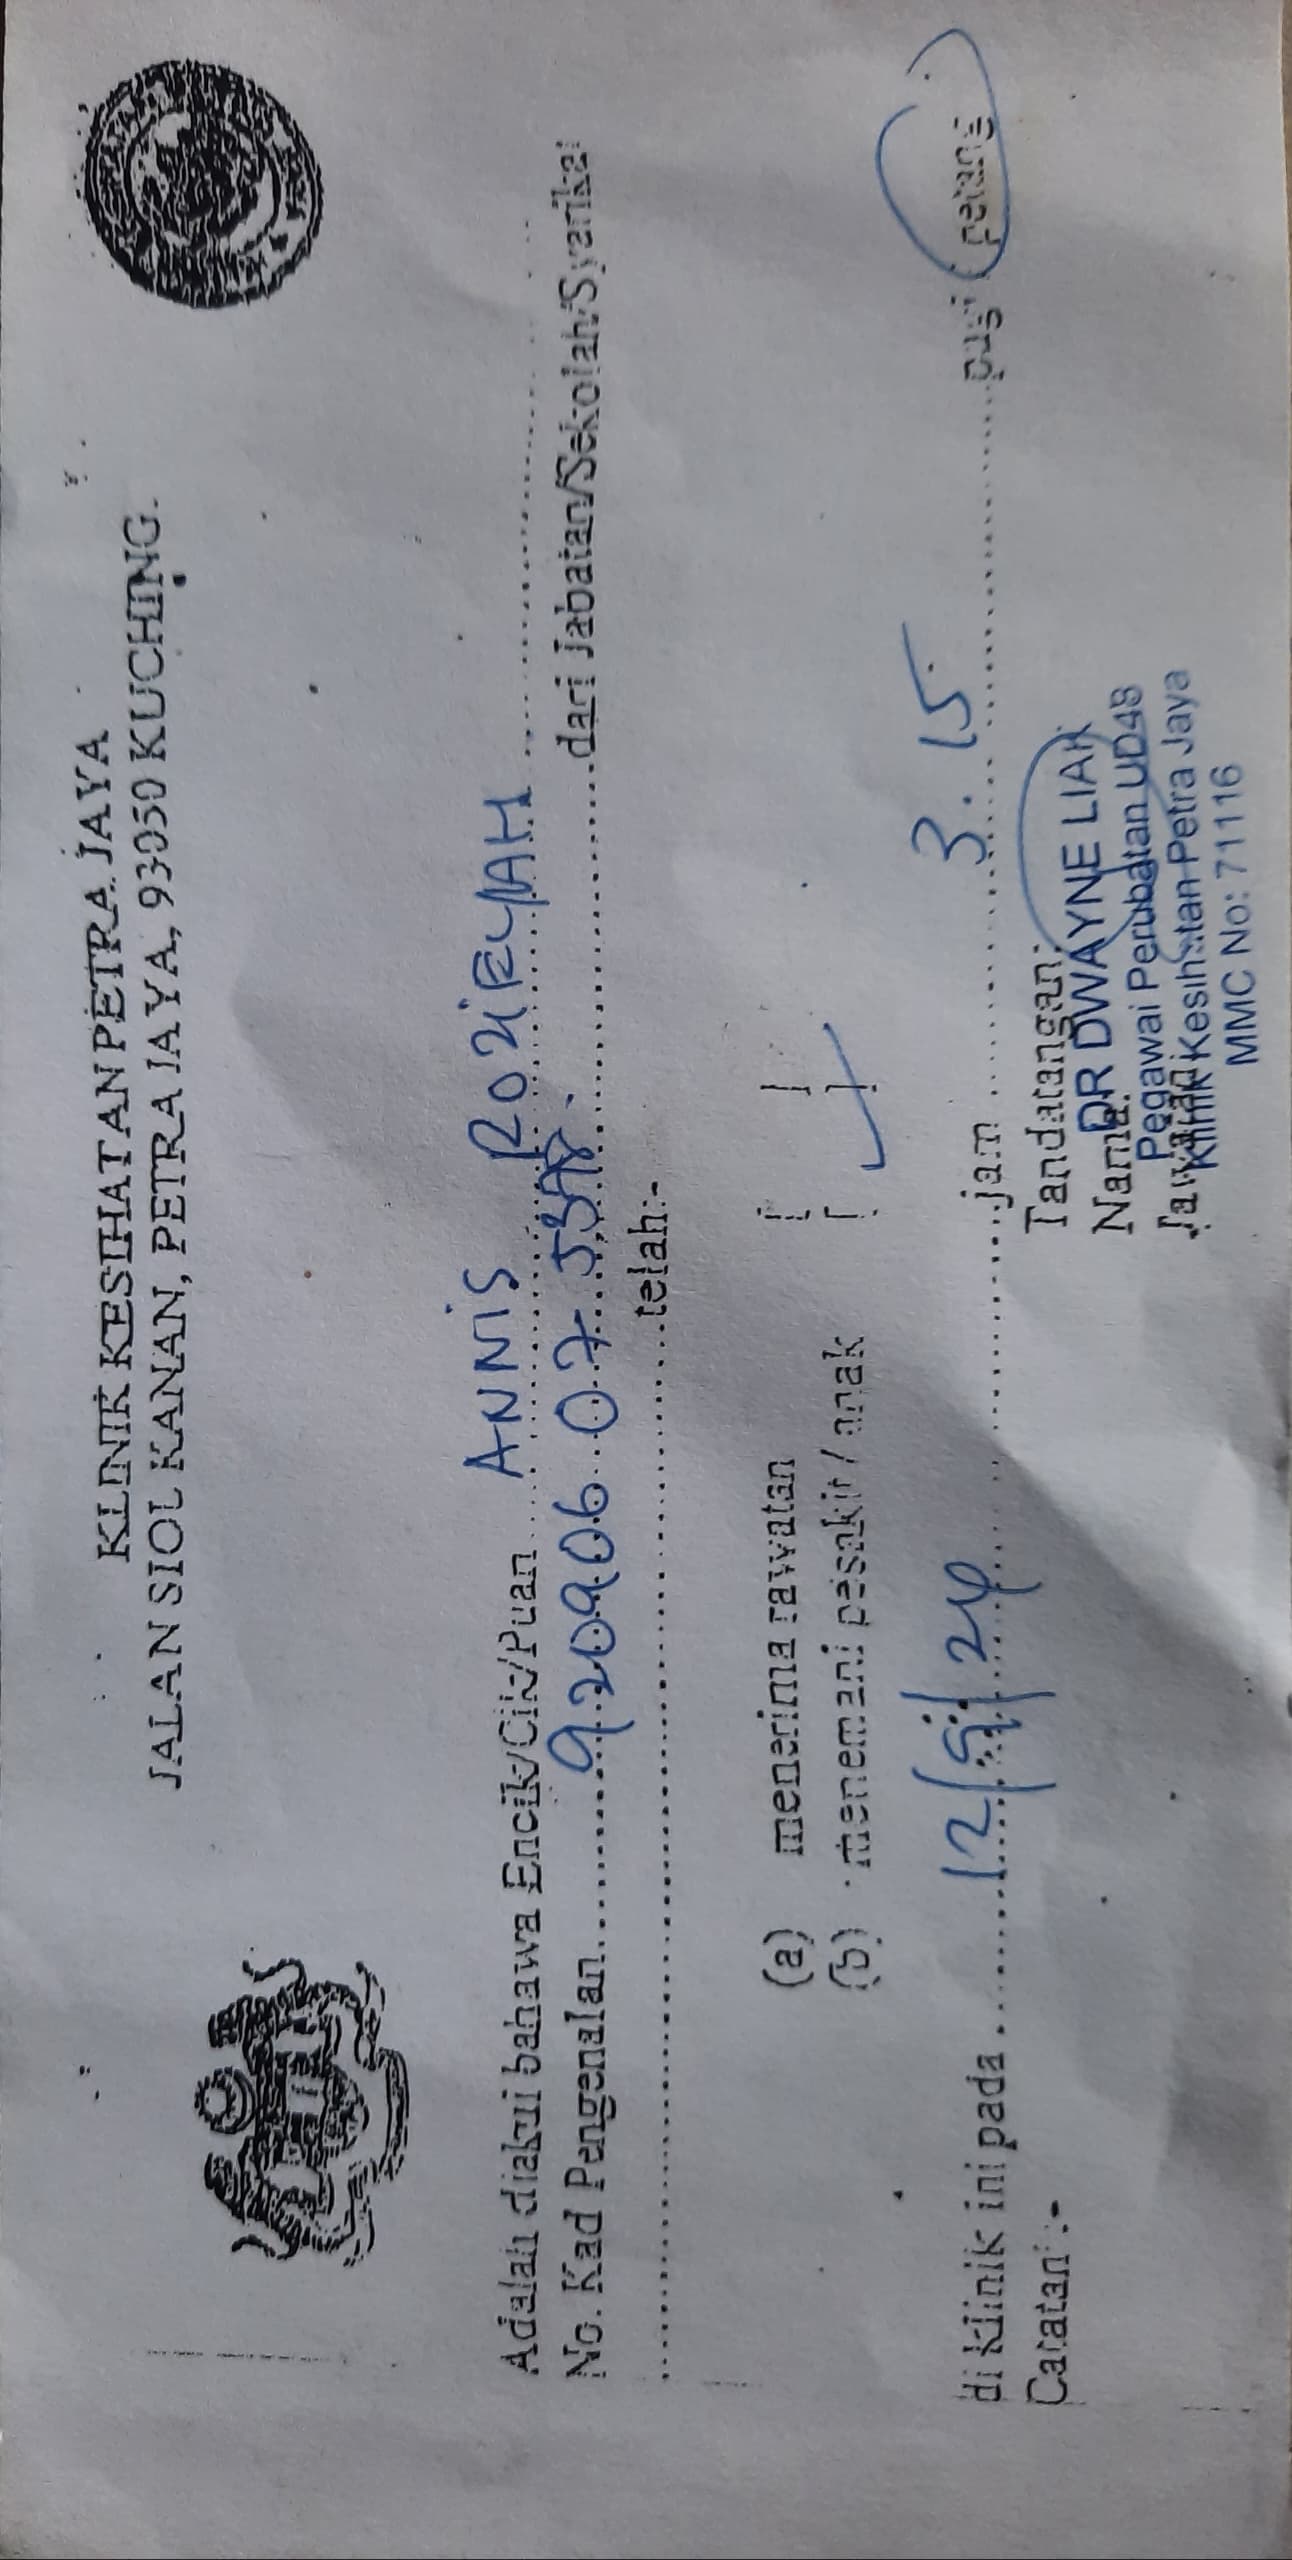 KLINIK KESIHATAN PETRA JAYA
JALAN SIOL KANAN, PETRA JAYA, 93050 KUCHING.
Adalah diakui bahawa Encik/Cik/Puan ANNIS ROZIEYAH
No. Kad Pengenalan 920906 07 dari Jabatan/Sekolah/Syarikat
telah:-
(a) menerima rawatan [ ]
(b) menemani pesakit / anak [ ]
di klinik ini pada 12/5/24 jam 3.15 pagi / petang
Catatan:- Tandatangan:
Nama: DR DWAYNE LIAK
Pegawai Perubatan UD48
Jawatan: Klinik Kesihatan Petra Jaya
MMC No: 71116